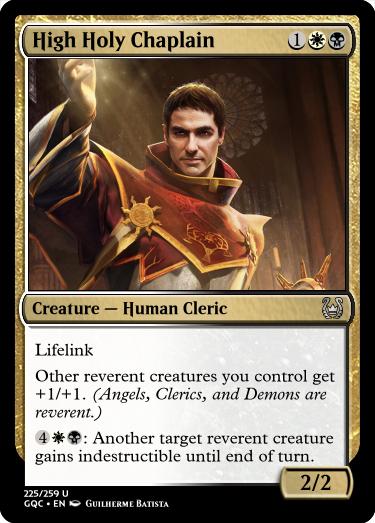 High Holy Chaplain 1
Creature — Human Cleric
Lifelink
Other reverent creatures you control get
+1/+1. (Angels, Clerics, and Demons are
reverent.)
4: Another target reverent creature
gains indestructible until end of turn.
2/2
225/259 U
GQC • EN Guilherme Batista